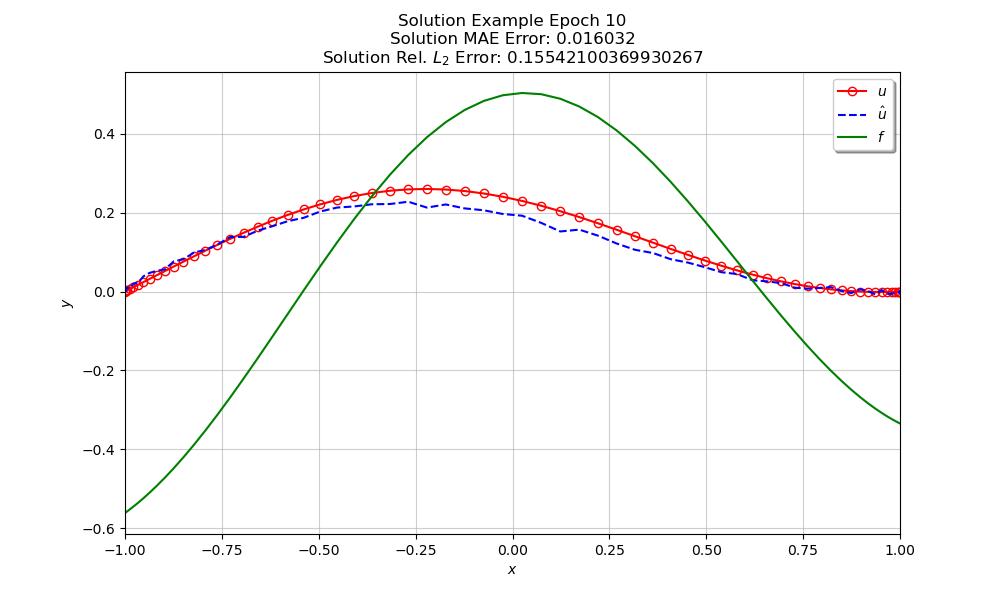 Solution Example Epoch 10
Solution MAE Error: 0.016032
Solution Rel. $L_2$ Error: 0.15542100369930267
u
û
f
0.4
0.2
0.0
−0.2
−0.4
−0.6
y
−1.00 −0.75 −0.50 −0.25 0.00 0.25 0.50 0.75 1.00
x